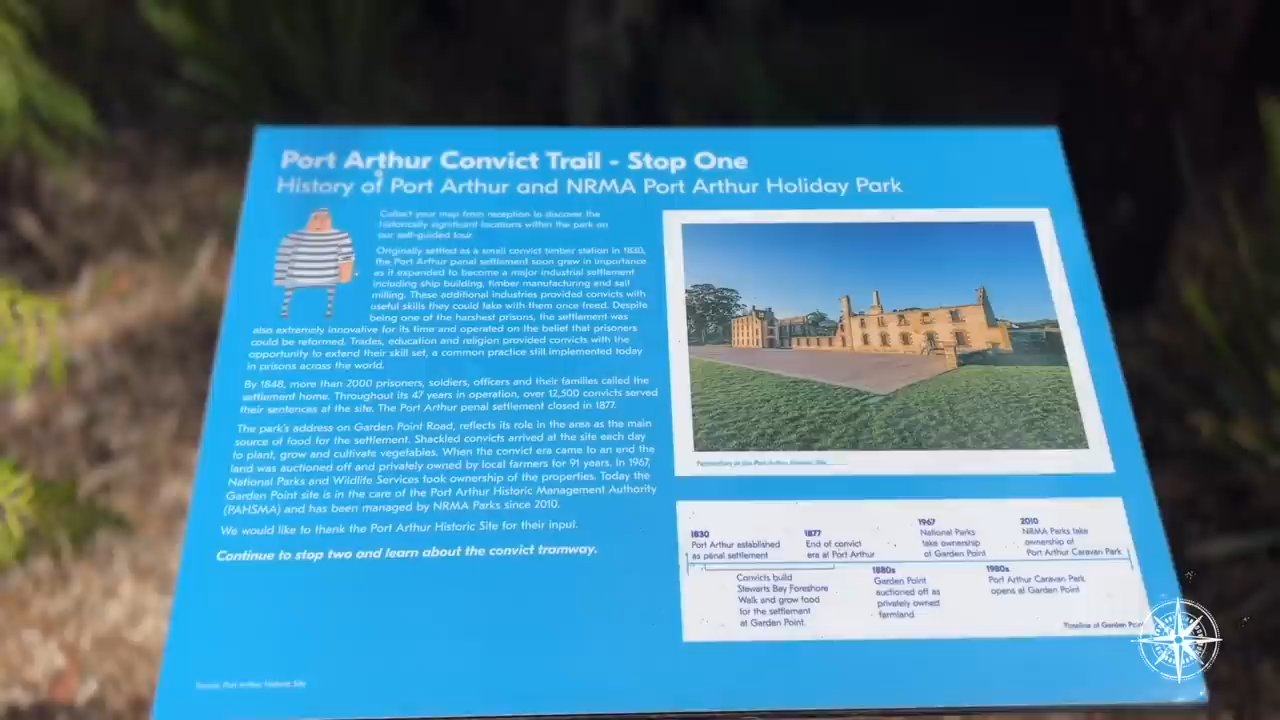 Port Arthur Convict Trail - Stop One
History of Port Arthur and NRMA Port Arthur Holiday Park
Collect your map from reception to discover the
historically significant locations within the park on
our self-guided tour.
Originally settled as a small convict timber station in 1830,
the Port Arthur penal settlement soon grew in importance
as it expanded to become a major industrial settlement
including ship building, timber manufacturing and salt
milling. These additional industries provided convicts with
useful skills they could take with them once freed. Despite
being one of the harshest prisons, the settlement was
also extremely innovative for its time and operated on the belief that prisoners
could be reformed. Trades, education and religion provided convicts with the
opportunity to extend their skill set, a common practice still implemented today
in prisons across the world.
By 1848, more than 2000 prisoners, soldiers, officers and their families called the
settlement home. Throughout its 47 years in operation, over 12,500 convicts served
their sentences at the site. The Port Arthur penal settlement closed in 1877.
The park's address on Garden Point Road, reflects its role in the area as the main
source of food for the settlement. Shackled convicts arrived at the site each day
to plant, grow and cultivate vegetables. When the convict era came to an end the
land was auctioned off and privately owned by local farmers for 91 years. In 1967,
National Parks and Wildlife Services took ownership of the properties. Today the
Garden Point site is in the care of the Port Arthur Historic Management Authority
(PAHSMA) and has been managed by NRMA Parks since 2010.
We would like to thank the Port Arthur Historic Site for their input.
Continue to stop two and learn about the convict tramway.
Source: Port Arthur Historic Site
Penitentiary at the Port Arthur Historic Site
1830
Port Arthur established
as penal settlement
1877
End of convict
era at Port Arthur
1967
National Parks
take ownership
of Garden Point
2010
NRMA Parks take
ownership of
Port Arthur Caravan Park
Convicts build
Stewarts Bay Foreshore
Walk and grow food
for the settlement
at Garden Point.
1880s
Garden Point
auctioned off as
privately owned
farmland
1980s
Port Arthur Caravan Park
opens at Garden Point
Timeline of Garden Point